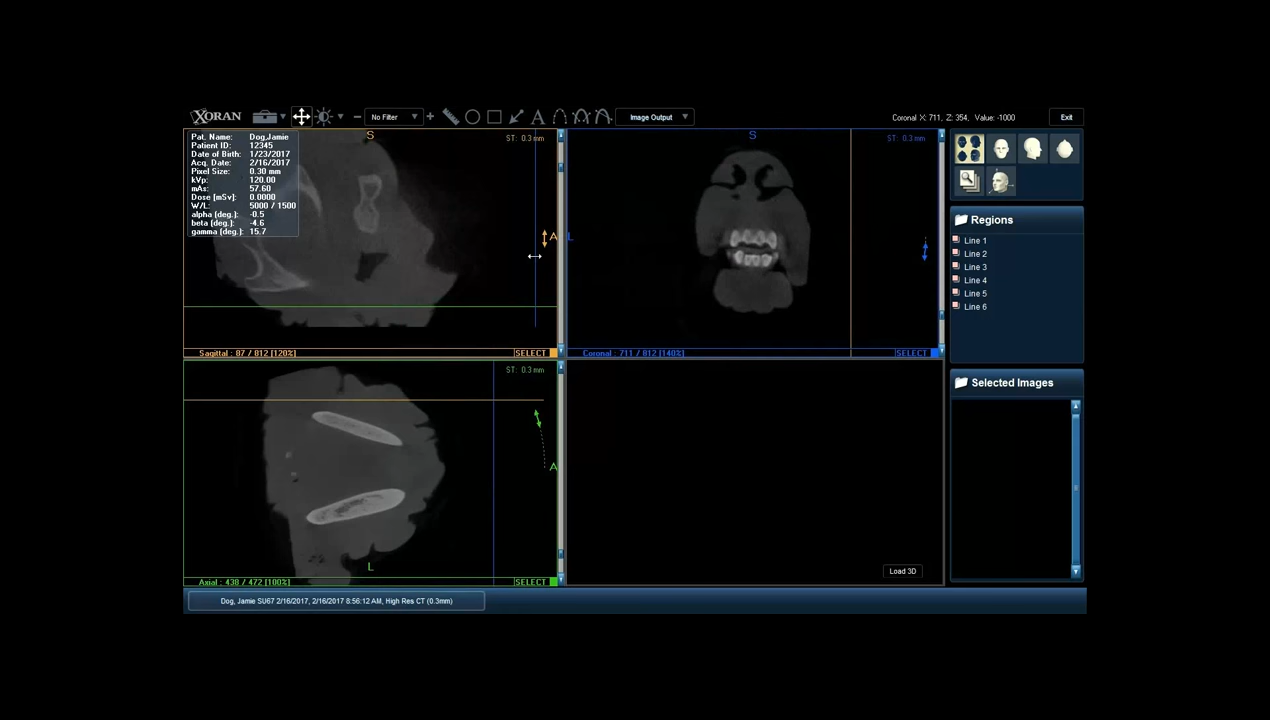 XORAN
No Filter
Image Output
Coronal X: 711, Z: 354, Value: -1000
Exit
Pat. Name: Dog,Jamie
Patient ID: 12345
Date of Birth: 1/23/2017
Acq. Date: 2/16/2017
Pixel Size: 0.30 mm
kVp: 120.00
mAs: 57.60
Dose [mSv]: 0.0000
W/L: 5000 / 1500
alpha (deg.): -0.5
beta (deg.): -4.6
gamma (deg.): 15.7
S
ST: 0.3 mm
A
Sagittal : 87 / 812 [120%]
SELECT
S
ST: 0.3 mm
L
Coronal : 711 / 812 [140%]
SELECT
ST: 0.3 mm
A
L
Axial : 438 / 472 [100%]
SELECT
Load 3D
Regions
Line 1
Line 2
Line 3
Line 4
Line 5
Line 6
Selected Images
Dog, Jamie SU67 2/16/2017, 2/16/2017 8:56:12 AM, High Res CT (0.3mm)